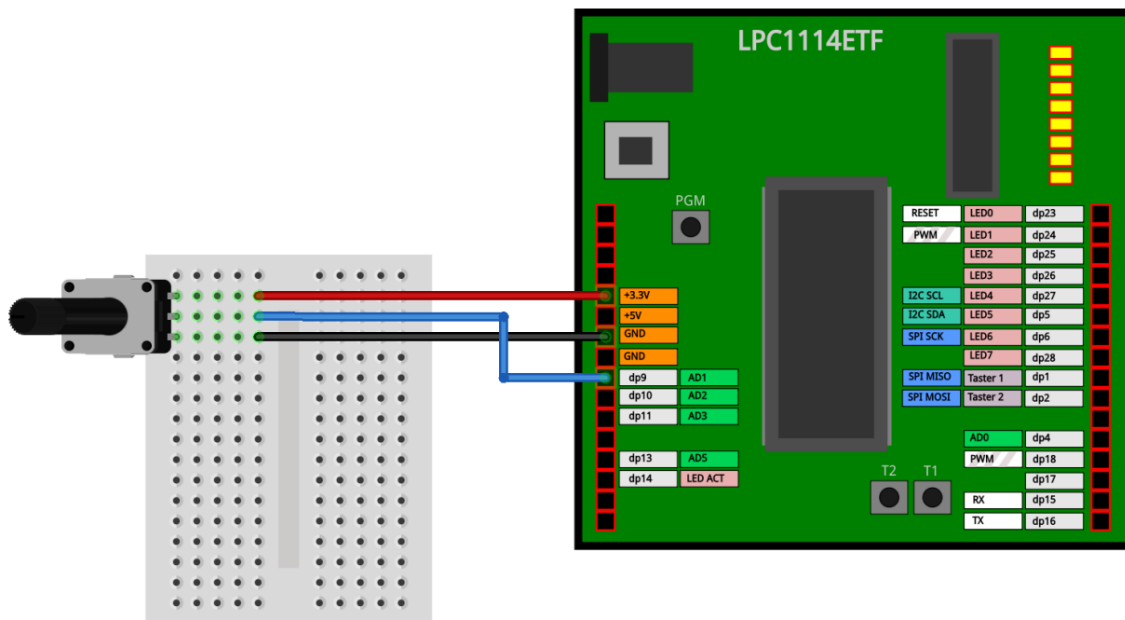 LPC1114ETF
PGM
RESET LED0 dp23
PWM LED1 dp24
LED2 dp25
LED3 dp26
+3.3V
I2C SCL LED4 dp27
+5V
I2C SDA LED5 dp5
GND
SPI SCK LED6 dp6
GND
LED7 dp28
dp9 AD1
SPI MISO Taster 1 dp1
dp10 AD2
SPI MOSI Taster 2 dp2
dp11 AD3
AD0 dp4
dp13 AD5
PWM dp18
dp14 LED ACT
dp17
T2 T1
RX dp15
TX dp16